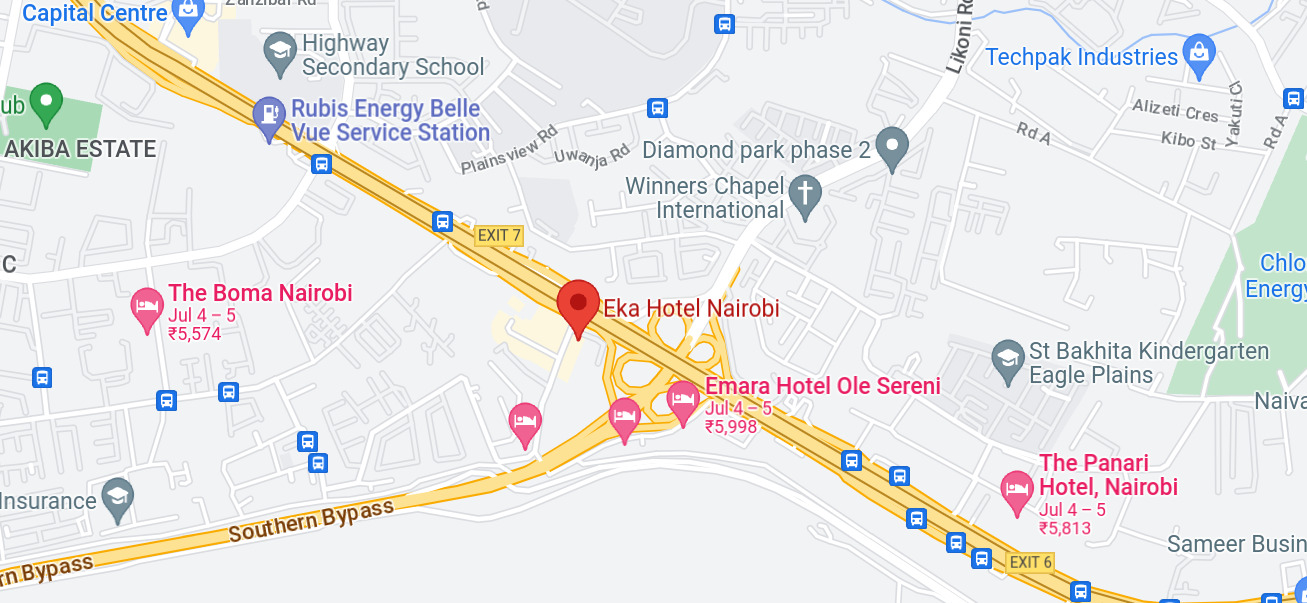 Capital Centre
Zanzibar Rd
Highway
Secondary School
Likoni Rd
Techpak Industries
Alizeti Cres
Yakuti Cl
Kibo St
Rd A
Rd A
ub
AKIBA ESTATE
Rubis Energy Belle
Vue Service Station
Plainsview Rd
Uwanja Rd
Diamond park phase 2
Winners Chapel
International
EXIT 7
C
The Boma Nairobi
Jul 4 – 5
₹5,574
Eka Hotel Nairobi
Chlo
Energy
St Bakhita Kindergarten
Eagle Plains
Naiva
Emara Hotel Ole Sereni
Jul 4 – 5
₹5,998
The Panari
Hotel, Nairobi
Jul 4 – 5
₹5,813
Insurance
Southern Bypass
rn Bypass
Sameer Busin
EXIT 6